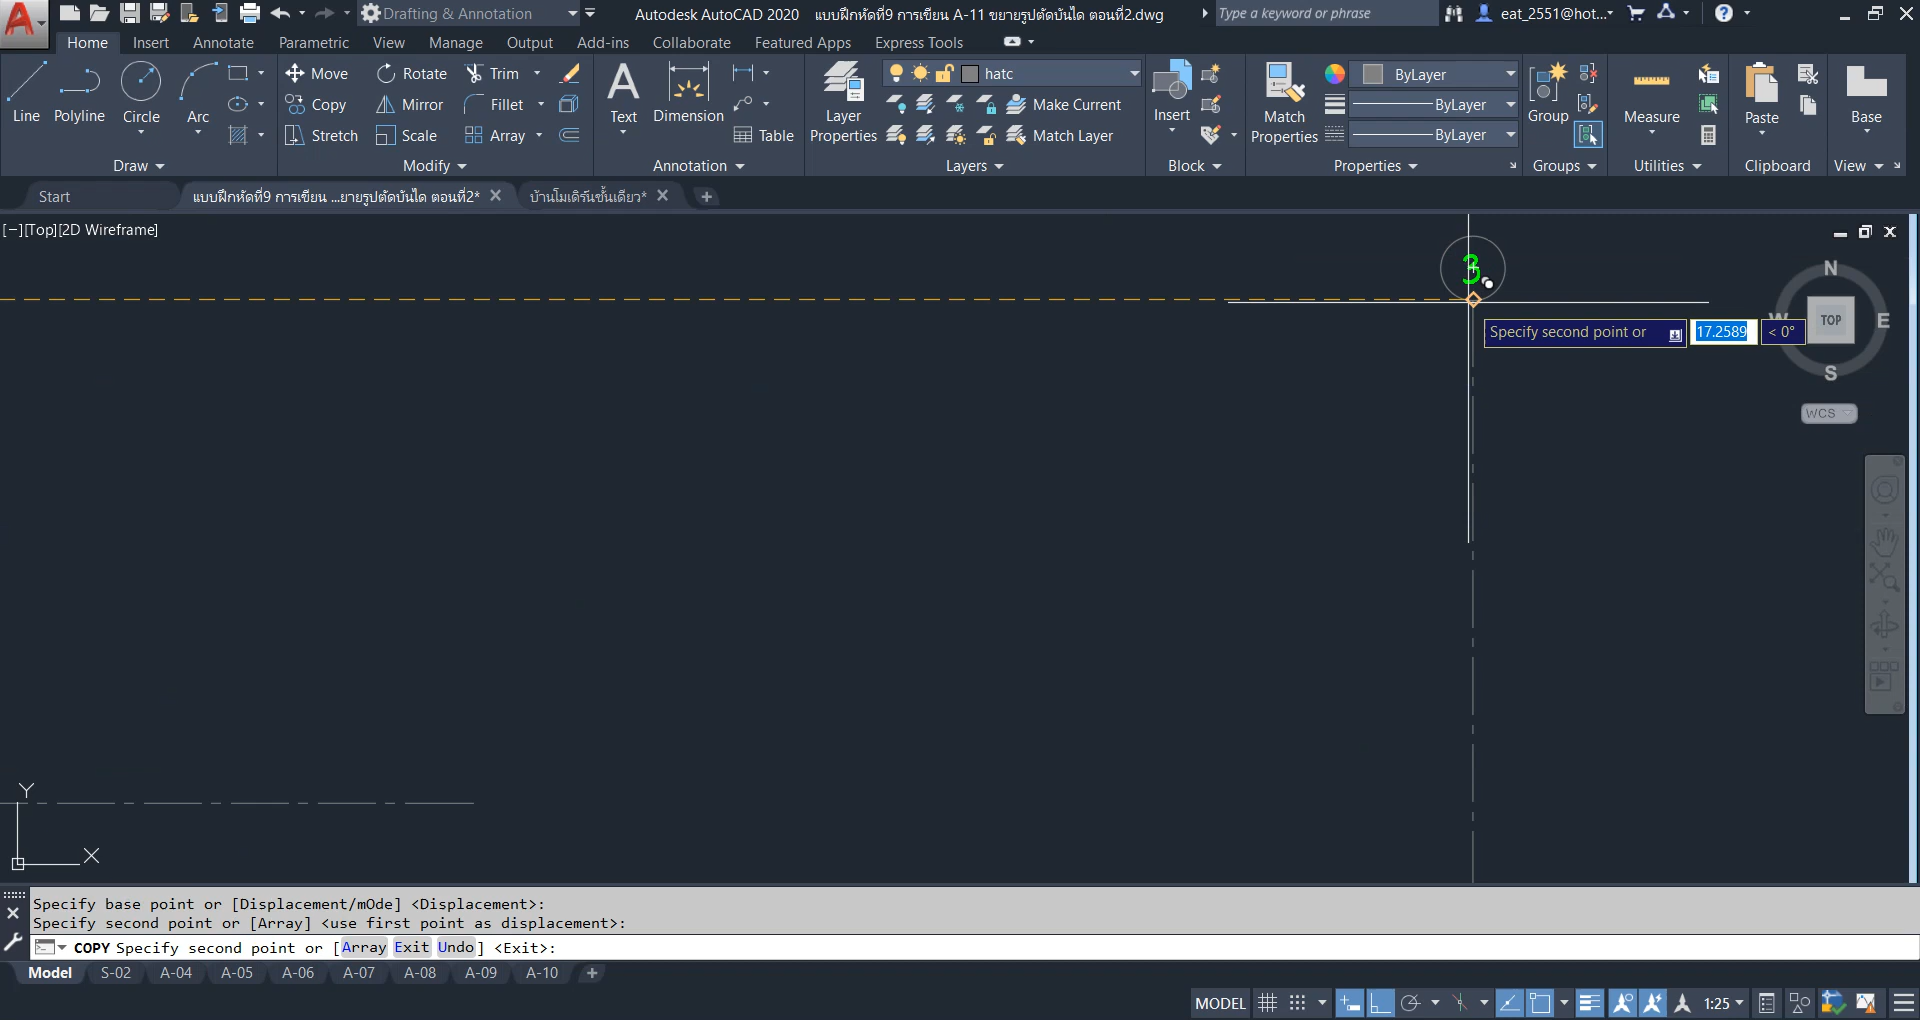 Drafting & Annotation
Autodesk AutoCAD 2020 แบบฝึกหัดที่9 การเขียน A-11 ขยายรูปตัดบันได ตอนที่2.dwg
Type a keyword or phrase
eat_2551@hot...
Home Insert Annotate Parametric View Manage Output Add-ins Collaborate Featured Apps Express Tools
Line Polyline Circle Arc
Move Rotate Trim
Copy Mirror Fillet
Stretch Scale Array
Text Dimension Table
Layer Properties
hatc
Make Current
Match Layer
Insert
Match Properties
ByLayer
ByLayer
ByLayer
Group Measure Paste Base
Draw Modify Annotation Layers Block Properties Groups Utilities Clipboard View
Start
แบบฝึกหัดที่9 การเขียน ...ยายรูปตัดบันได ตอนที่2*
บ้านโมเดิร์นชั้นเดียว*
[−][Top][2D Wireframe]
3
N
W TOP E
S
WCS
Specify second point or 17.2589 < 0°
Y
X
Specify base point or [Displacement/mOde] <Displacement>:
Specify second point or [Array] <use first point as displacement>:
COPY Specify second point or [Array Exit Undo] <Exit>:
Model S-02 A-04 A-05 A-06 A-07 A-08 A-09 A-10
MODEL 1:25